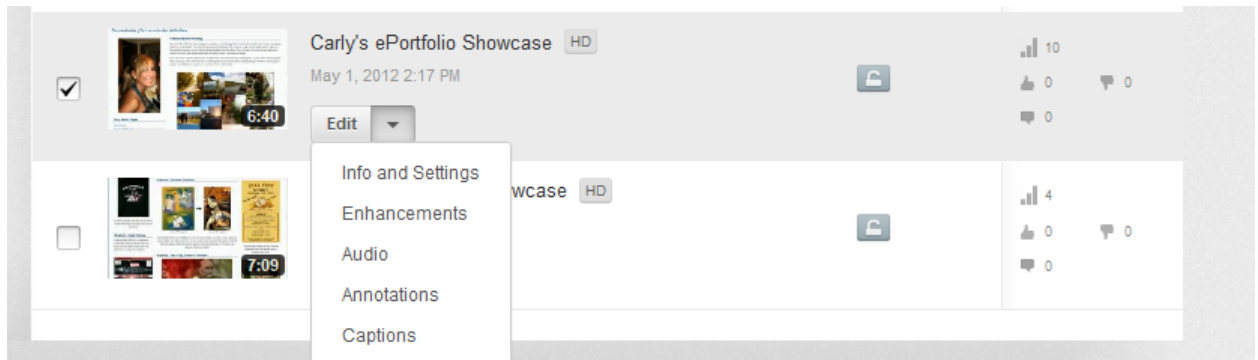 Carly's ePortfolio Showcase HD
May 1, 2012 2:17 PM
6:40
Edit
10
0 0
0
Info and Settings
Enhancements
Audio
Annotations
Captions
wcase HD
7:09
4
0 0
0